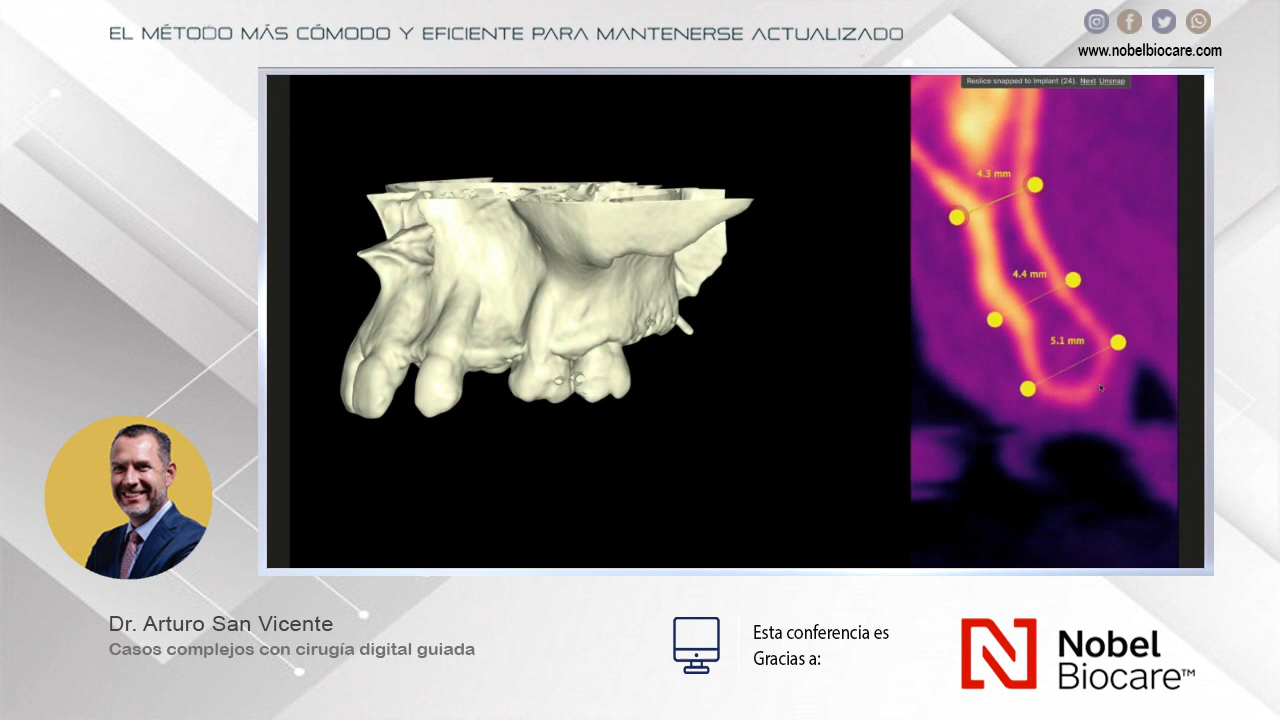 EL MÉTODO MÁS CÓMODO Y EFICIENTE PARA MANTENERSE ACTUALIZADO
www.nobelbiocare.com
Reslice snapped to Implant (24). Next Unsnap
4.3 mm
4.4 mm
5.1 mm
Dr. Arturo San Vicente
Casos complejos con cirugía digital guiada
Esta conferencia es
Gracias a:
Nobel
Biocare™